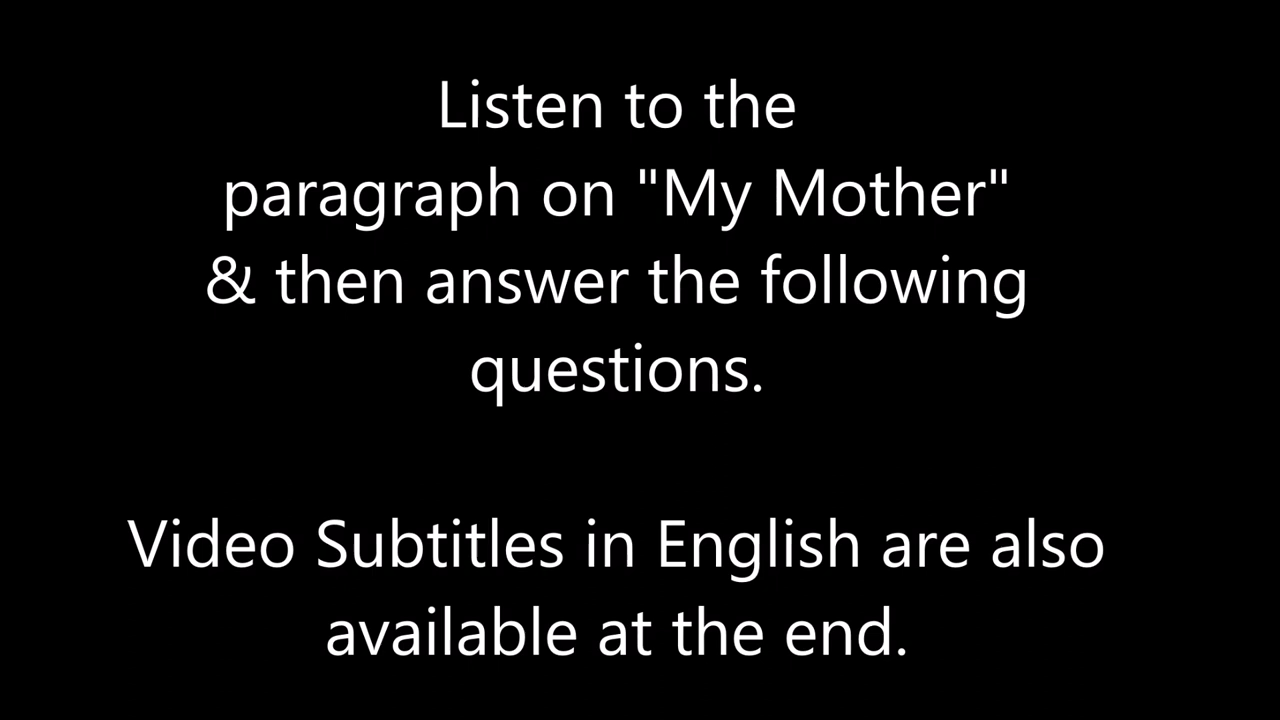 Listen to the
paragraph on "My Mother"
& then answer the following
questions.
Video Subtitles in English are also
available at the end.